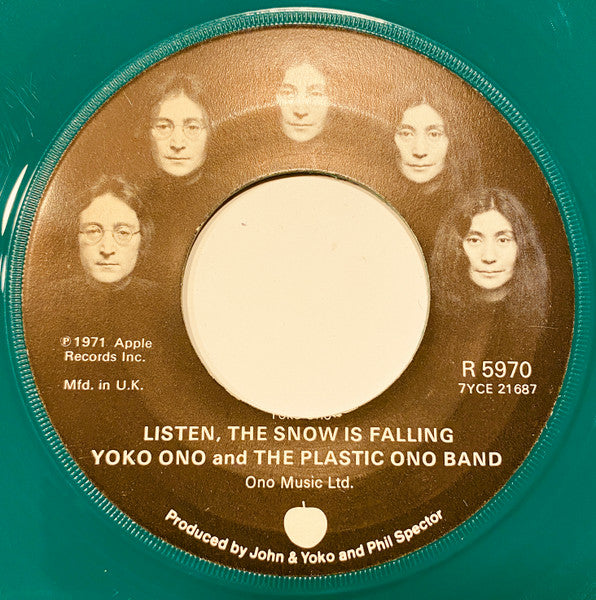 ℗1971 Apple
Records Inc.
Mfd. in U.K.
R 5970
7YCE 21687
LISTEN, THE SNOW IS FALLING
YOKO ONO and THE PLASTIC ONO BAND
Ono Music Ltd.
Produced by John & Yoko and Phil Spector